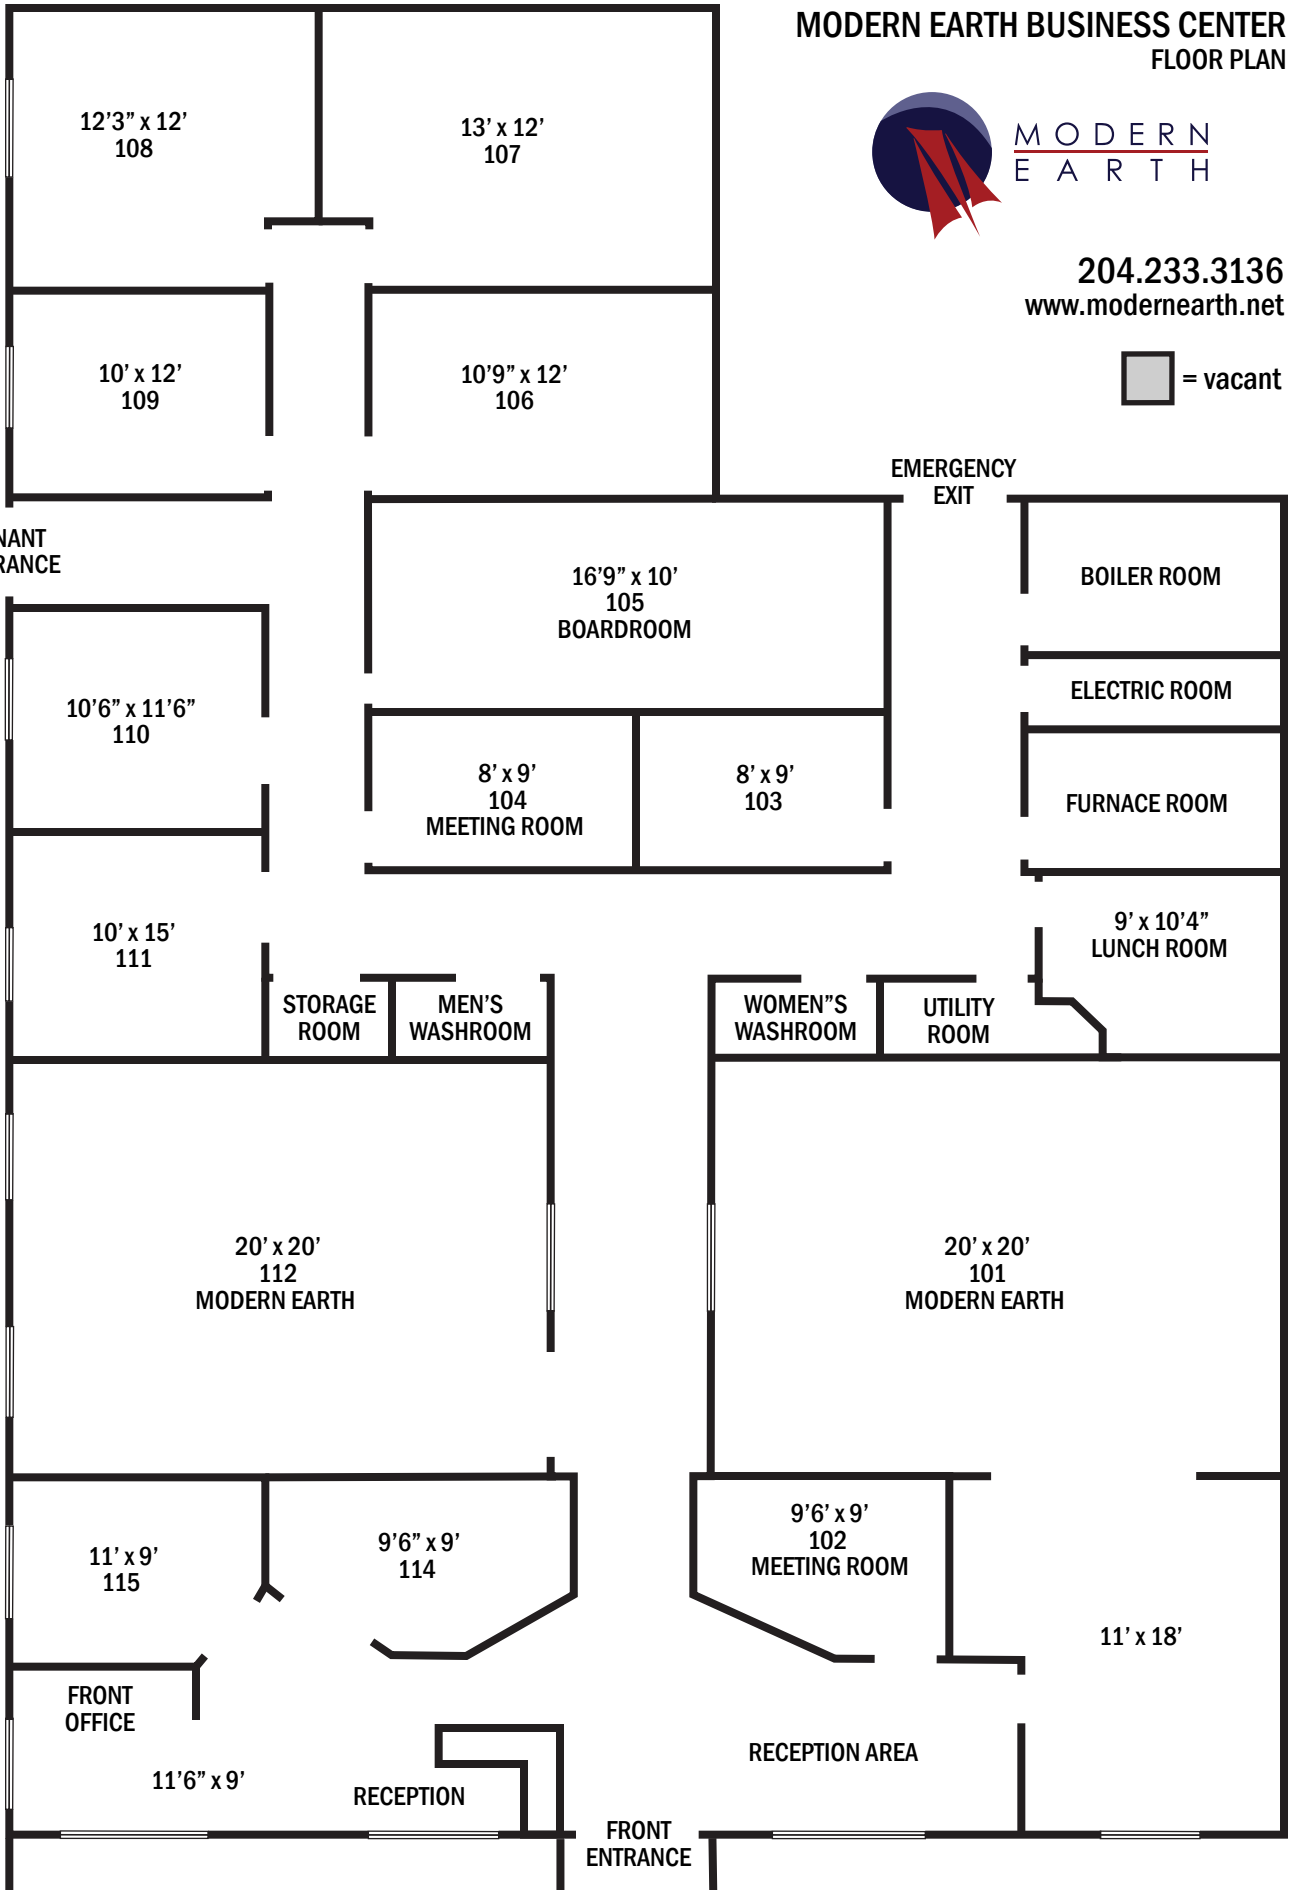 MODERN EARTH BUSINESS CENTER
FLOOR PLAN
MODERN
EARTH
204.233.3136
www.modernearth.net
= vacant
12’3” x 12’
108
13’ x 12’
107
10’ x 12’
109
10’9” x 12’
106
EMERGENCY
EXIT
NANT
RANCE
16’9” x 10’
105
BOARDROOM
BOILER ROOM
ELECTRIC ROOM
10’6” x 11’6”
110
8’ x 9’
104
MEETING ROOM
8’ x 9’
103
FURNACE ROOM
10’ x 15’
111
9’ x 10’4”
LUNCH ROOM
STORAGE
ROOM
MEN’S
WASHROOM
WOMEN”S
WASHROOM
UTILITY
ROOM
20’ x 20’
112
MODERN EARTH
20’ x 20’
101
MODERN EARTH
11’ x 9’
115
9’6” x 9’
114
9’6’ x 9’
102
MEETING ROOM
11’ x 18’
FRONT
OFFICE
11’6” x 9’
RECEPTION
RECEPTION AREA
FRONT
ENTRANCE